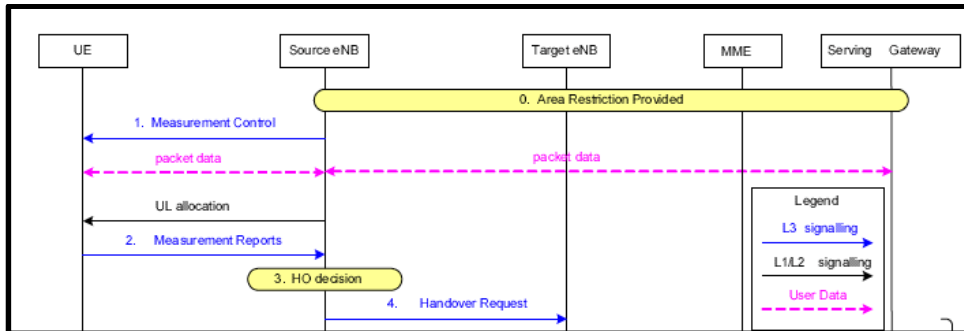 UE
Source eNB
Target eNB
MME
Serving Gateway
0. Area Restriction Provided
1. Measurement Control
packet data
packet data
UL allocation
2. Measurement Reports
3. HO decision
4. Handover Request
Legend
L3 signalling
L1/L2 signalling
User Data